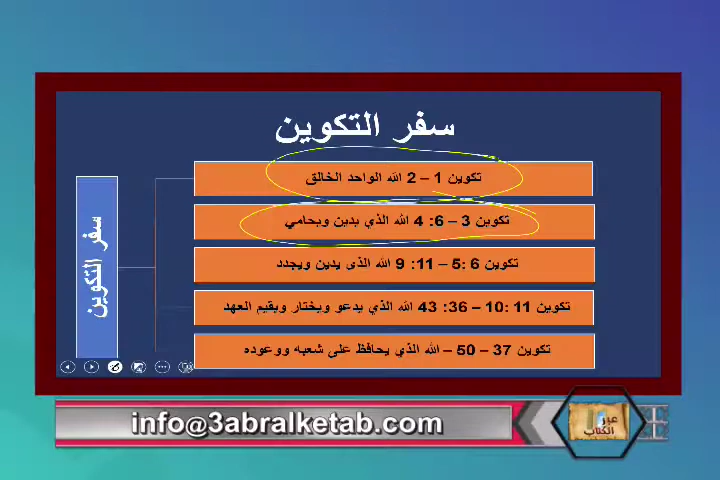 سفر التكوين
تكوين 1 – 2 الله الواحد الخالق
تكوين 3 – 6: 4 الله الذي يدين ويحامي
تكوين 6 :5 – 11: 9 الله الذي يدين ويجدد
تكوين 11 :10 – 36: 43 الله الذي يدعو ويختار ويقيم العهد
تكوين 37 – 50 – الله الذي يحافظ على شعبه ووعوده
سفر التكوين
info@3abralketab.com
عبر
الكتاب